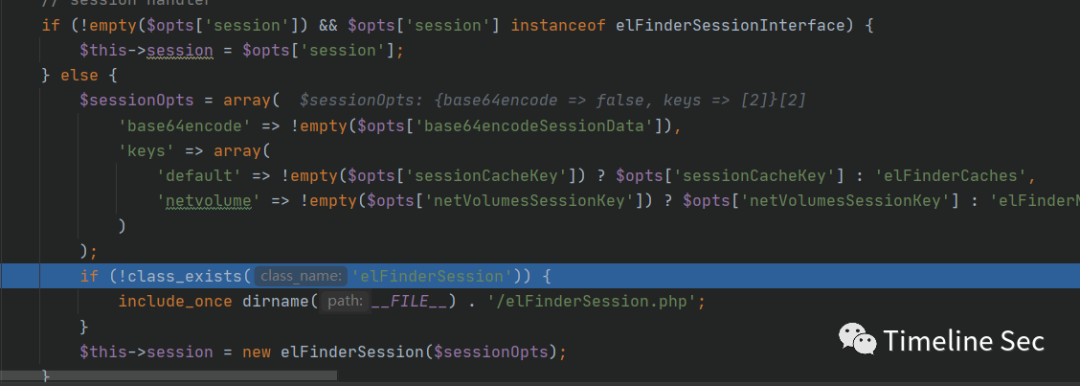 // session handler
if (!empty($opts['session']) && $opts['session'] instanceof elFinderSessionInterface) {
$this->session = $opts['session'];
} else {
$sessionOpts = array( $sessionOpts: {base64encode => false, keys => [2]}[2]
'base64encode' => !empty($opts['base64encodeSessionData']),
'keys' => array(
'default' => !empty($opts['sessionCacheKey']) ? $opts['sessionCacheKey'] : 'elFinderCaches',
'netvolume' => !empty($opts['netVolumesSessionKey']) ? $opts['netVolumesSessionKey'] : 'elFinder
)
);
if (!class_exists( class_name: 'elFinderSession')) {
include_once dirname( path: __FILE__) . '/elFinderSession.php';
}
$this->session = new elFinderSession($sessionOpts);
}
Timeline Sec